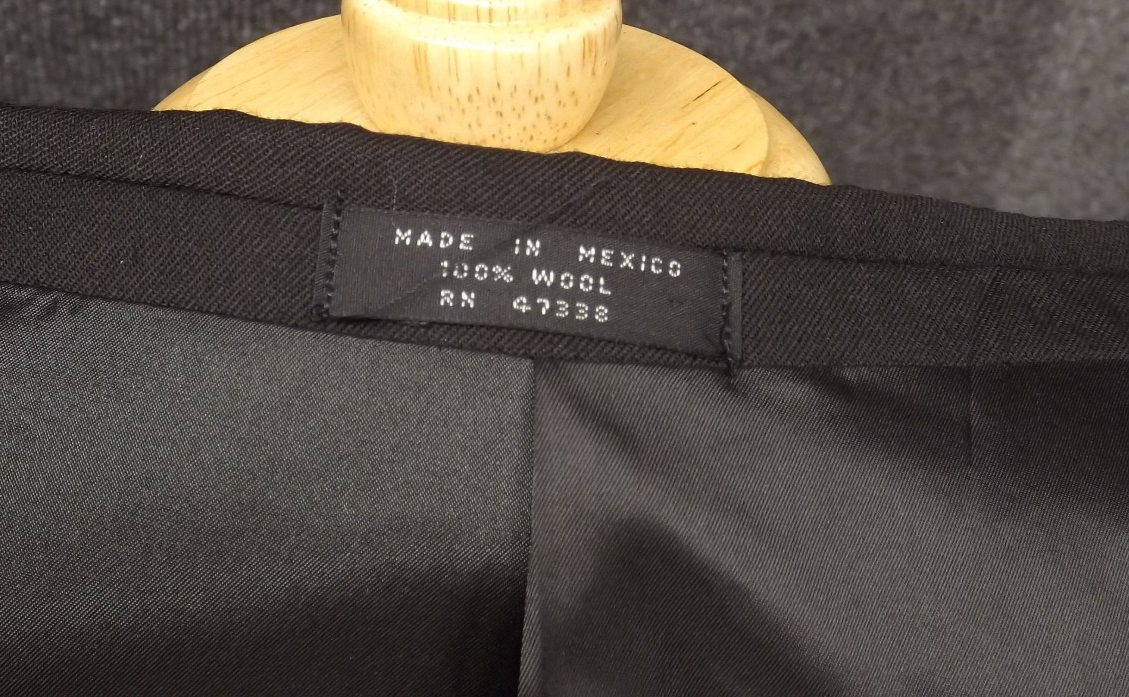 MADE IN MEXICO
100% WOOL
RN 47338